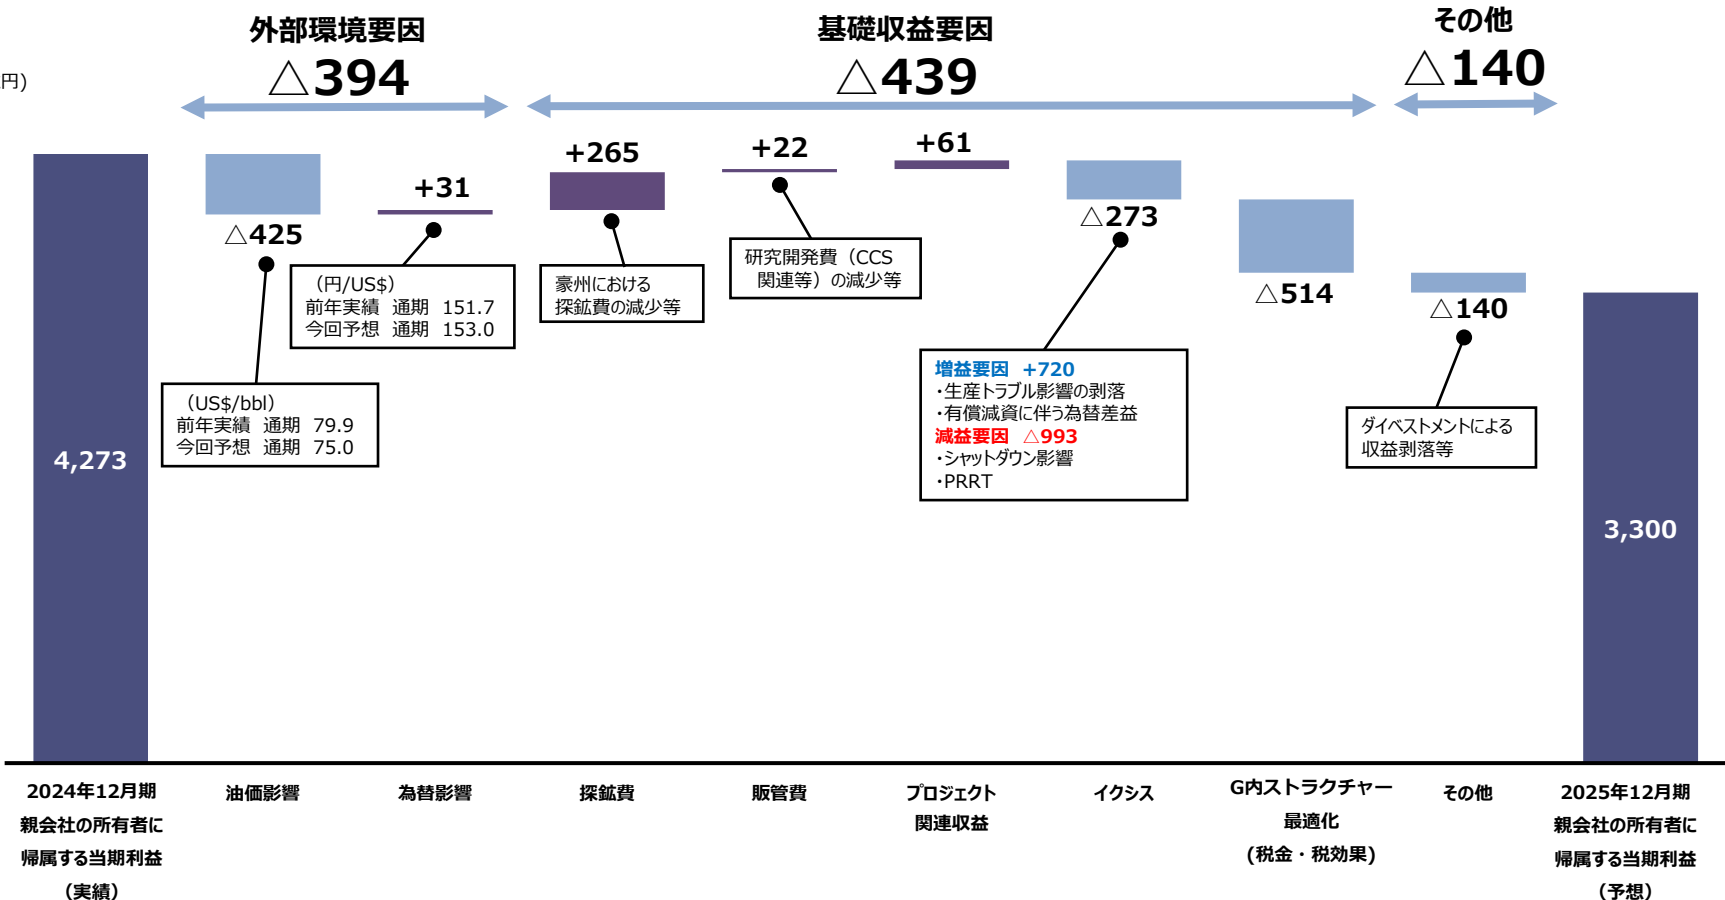 外部環境要因
△394
基礎収益要因
△439
その他
△140
円)
4,273
△425
（US$/bbl）
前年実績 通期 79.9
今回予想 通期 75.0
+31
（円/US$）
前年実績 通期 151.7
今回予想 通期 153.0
+265
豪州における
探鉱費の減少等
+22
研究開発費（CCS
関連等）の減少等
+61
△273
増益要因 +720
・生産トラブル影響の剥落
・有償減資に伴う為替差益
減益要因 △993
・シャットダウン影響
・PRRT
△514
△140
ダイベストメントによる
収益剥落等
3,300
2024年12月期
親会社の所有者に
帰属する当期利益
（実績）
油価影響
為替影響
探鉱費
販管費
プロジェクト
関連収益
イクシス
G内ストラクチャー
最適化
(税金・税効果)
その他
2025年12月期
親会社の所有者に
帰属する当期利益
（予想）